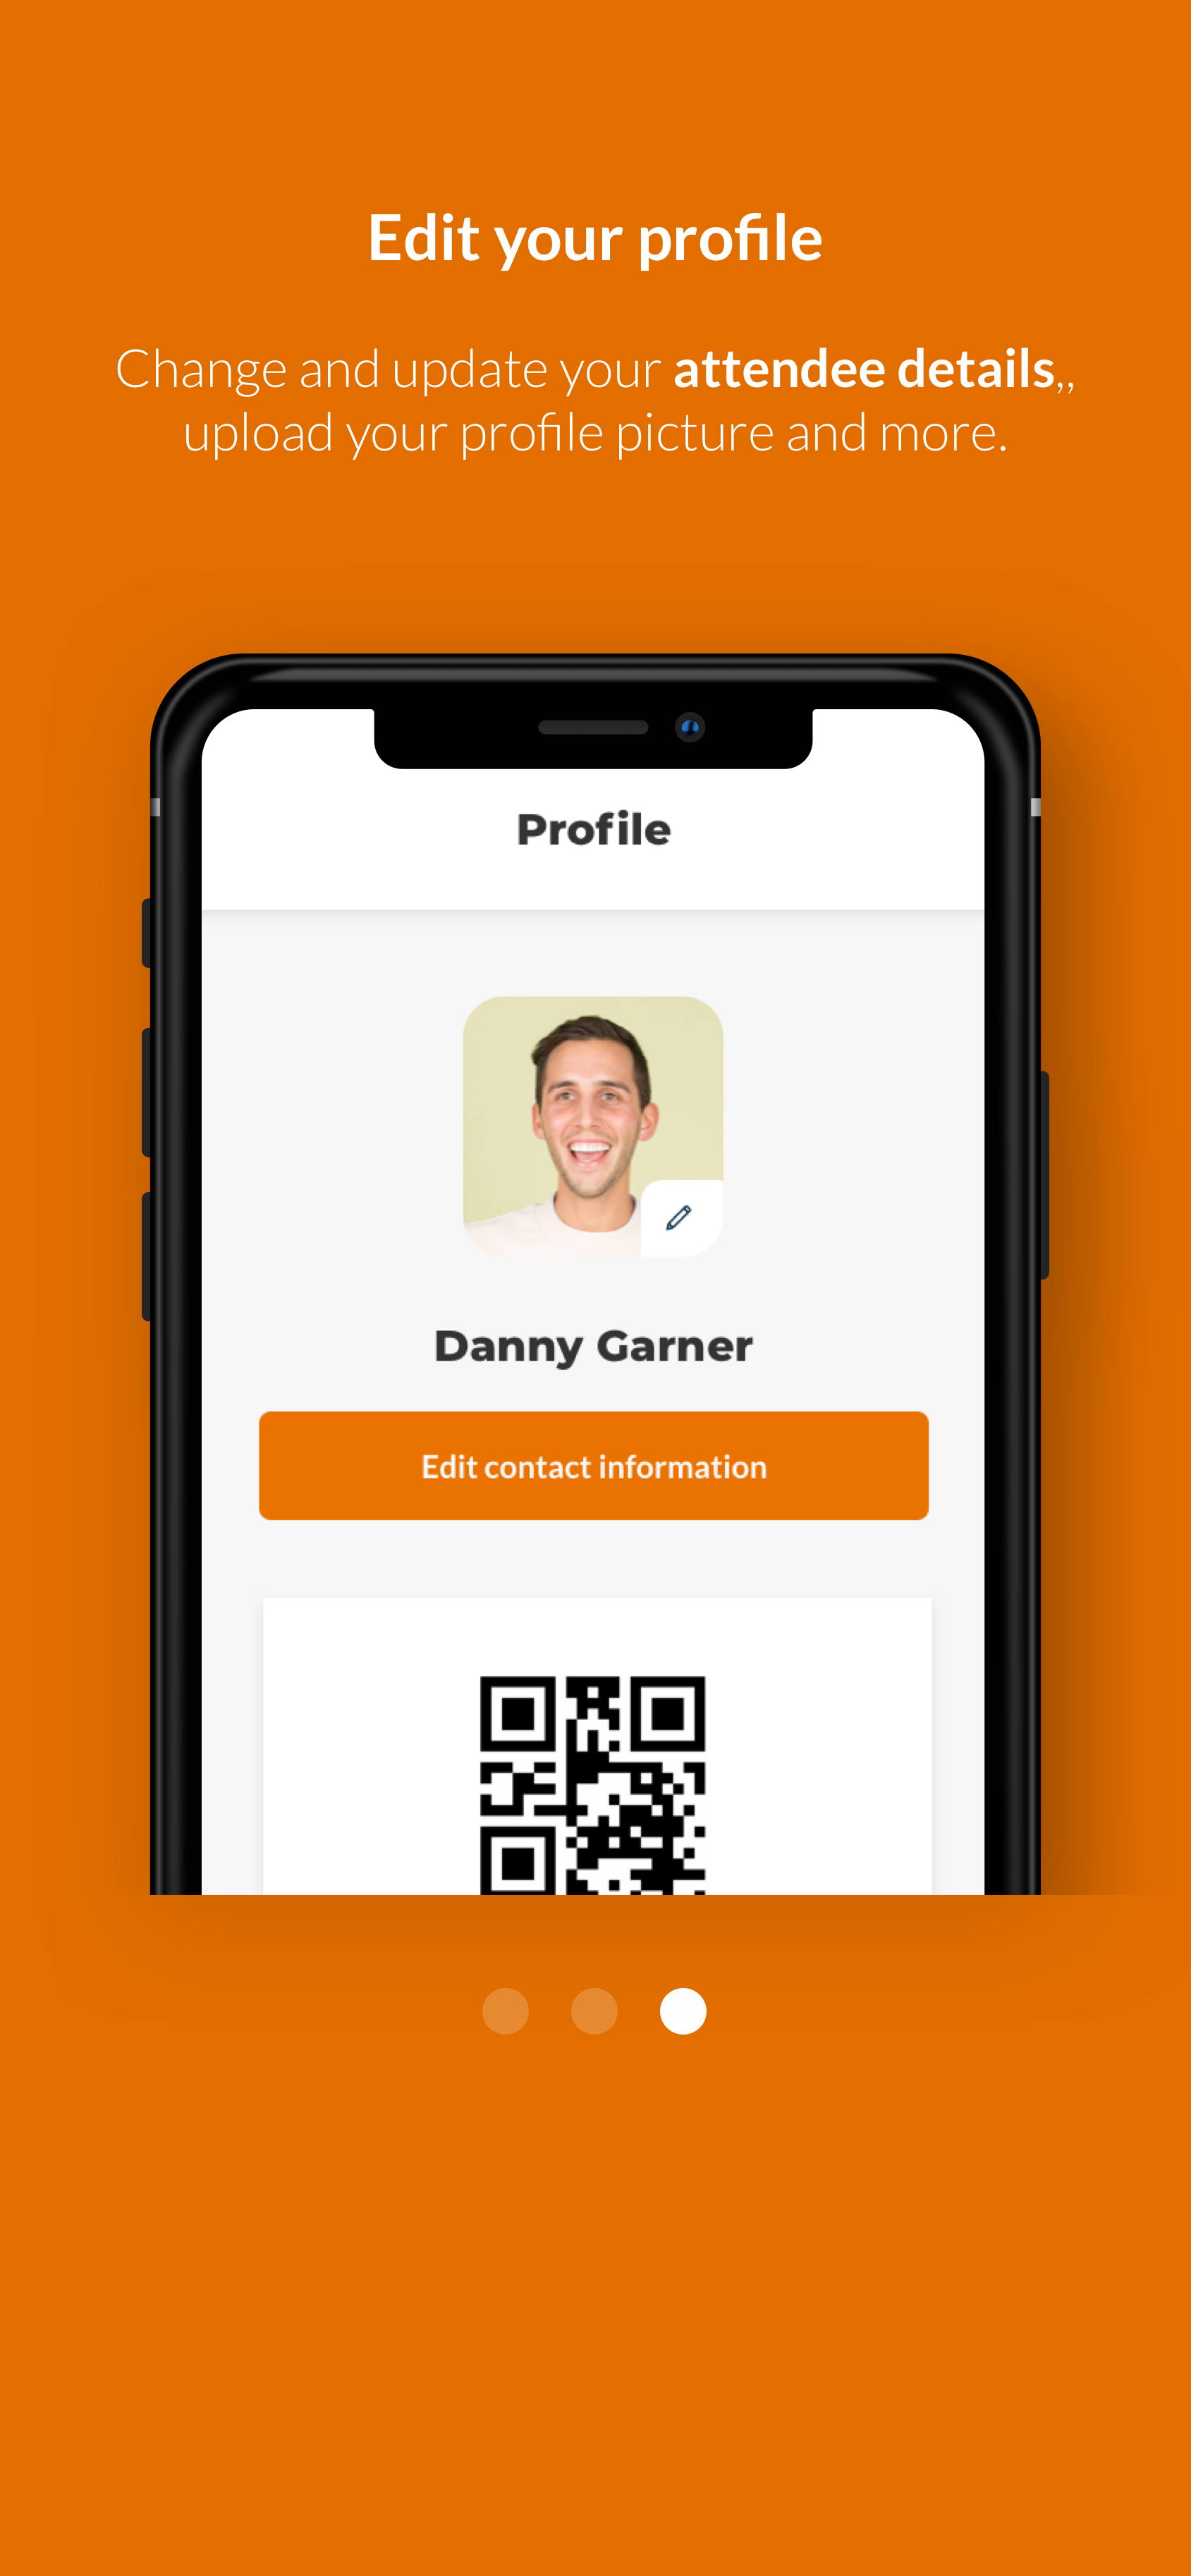 Edit your profile
Change and update your attendee details,,
upload your profile picture and more.
Profile
Danny Garner
Edit contact information